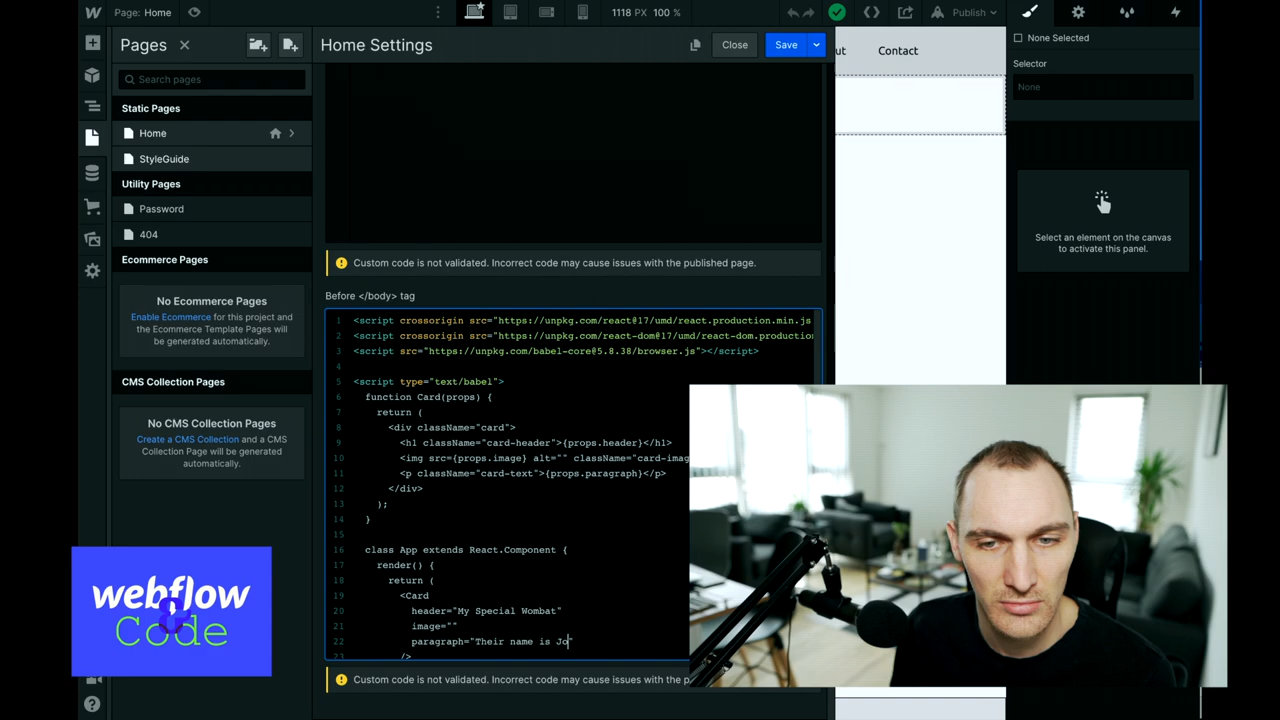 Page: Home
1118 PX 100 %
Publish
Pages
Home Settings
Close
Save
ut
Contact
None Selected
Selector
None
Search pages
Static Pages
Home
StyleGuide
Utility Pages
Password
404
Ecommerce Pages
No Ecommerce Pages
Enable Ecommerce for this project and
the Ecommerce Template Pages will
be generated automatically.
CMS Collection Pages
No CMS Collection Pages
Create a CMS Collection and a CMS
Collection Page will be generated
automatically.
Select an element on the canvas
to activate this panel.
Custom code is not validated. Incorrect code may cause issues with the published page.
Before </body> tag
1 <script crossorigin src="https://unpkg.com/react@17/umd/react.production.min.js
2 <script crossorigin src="https://unpkg.com/react-dom@17/umd/react-dom.production
3 <script src="https://unpkg.com/babel-core@5.8.38/browser.js"></script>
4
5 <script type="text/babel">
6 function Card(props) {
7 return (
8 <div className="card">
9 <h1 className="card-header">{props.header}</h1>
10 <img src={props.image} alt="" className="card-imag
11 <p className="card-text">{props.paragraph}</p>
12 </div>
13 );
14 }
15
16 class App extends React.Component {
17 render() {
18 return (
19 <Card
20 header="My Special Wombat"
21 image=""
22 paragraph="Their name is Jo"
23 />
Custom code is not validated. Incorrect code may cause issues with the p
webflow
Code